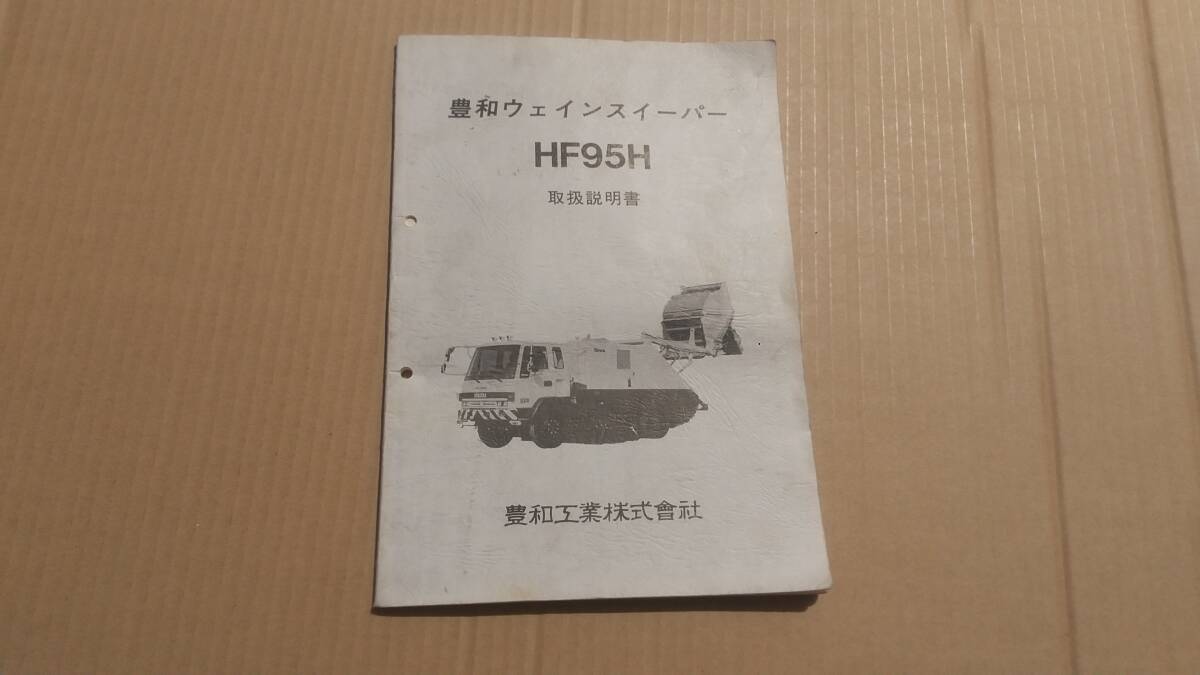 豊和ウェインスイーパー
HF95H
取扱説明書
豊和工業株式會社